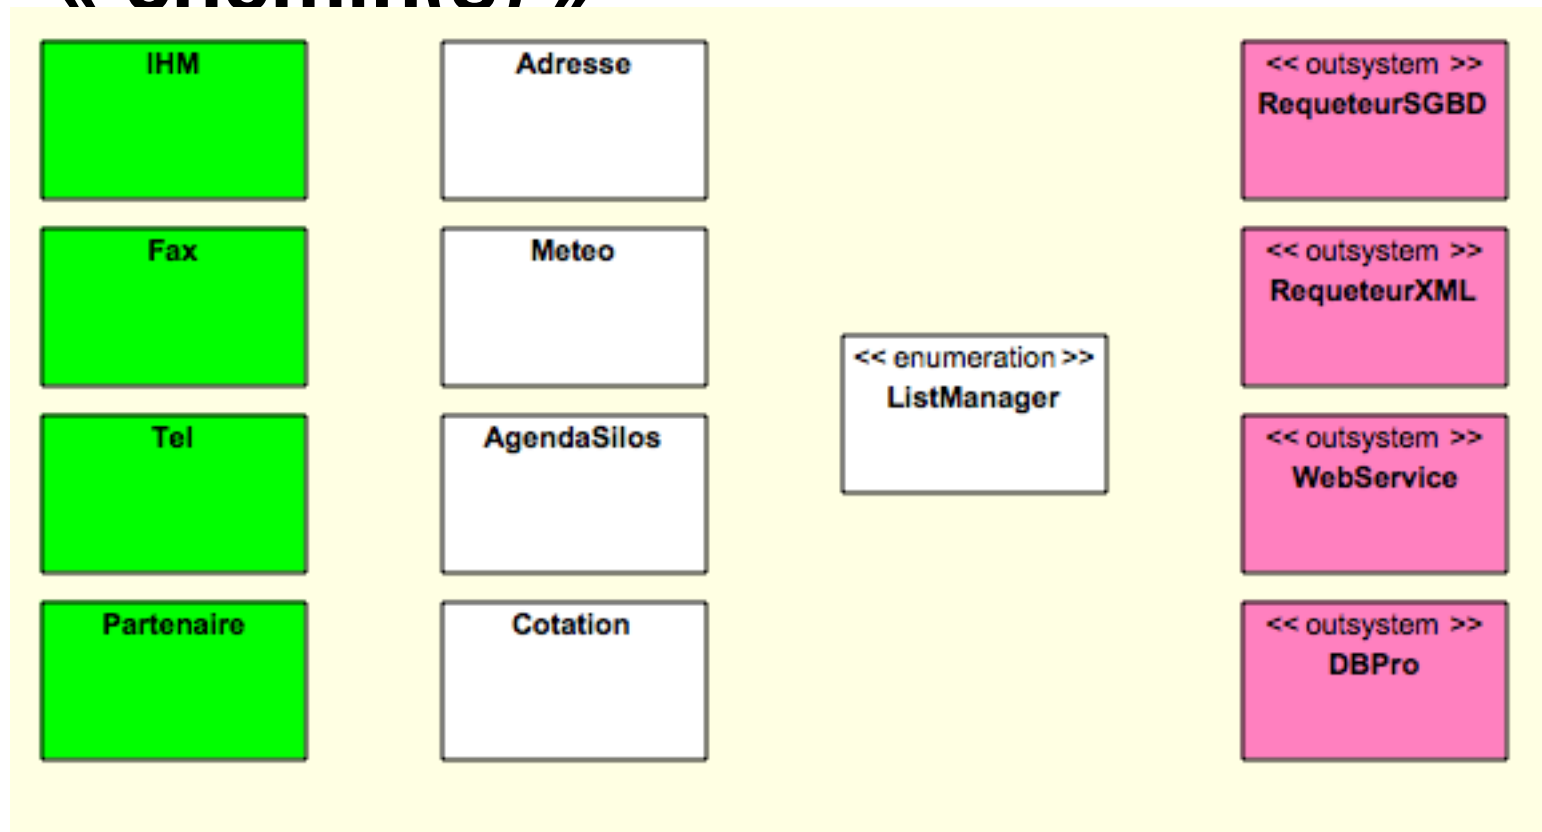 IHM
Adresse
<< outsystem >>
RequeteurSGBD
Fax
Meteo
<< outsystem >>
RequeteurXML
<< enumeration >>
ListManager
Tel
AgendaSilos
<< outsystem >>
WebService
Partenaire
Cotation
<< outsystem >>
DBPro